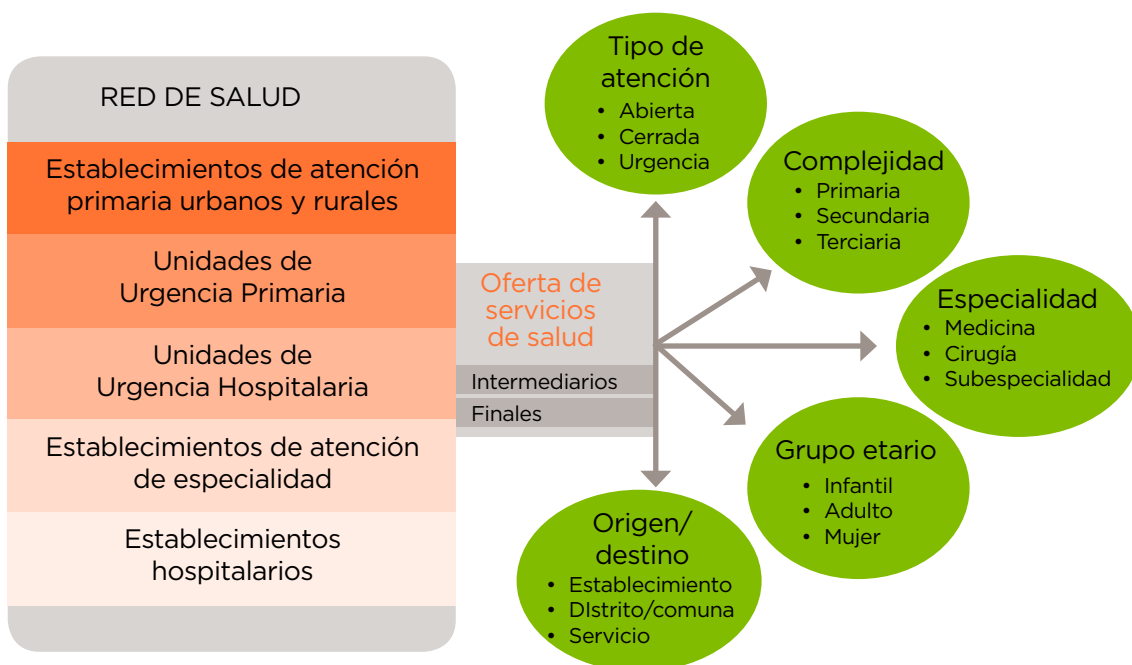 RED DE SALUD
Establecimientos de atención
primaria urbanos y rurales
Unidades de
Urgencia Primaria
Unidades de
Urgencia Hospitalaria
Establecimientos de atención
de especialidad
Establecimientos
hospitalarios
Oferta de
servicios
de salud
Intermediarios
Finales
Tipo de
atención
• Abierta
• Cerrada
• Urgencia
Complejidad
• Primaria
• Secundaria
• Terciaria
Especialidad
• Medicina
• Cirugía
• Subespecialidad
Grupo etario
• Infantil
• Adulto
• Mujer
Origen/
destino
• Establecimiento
• DIstrito/comuna
• Servicio